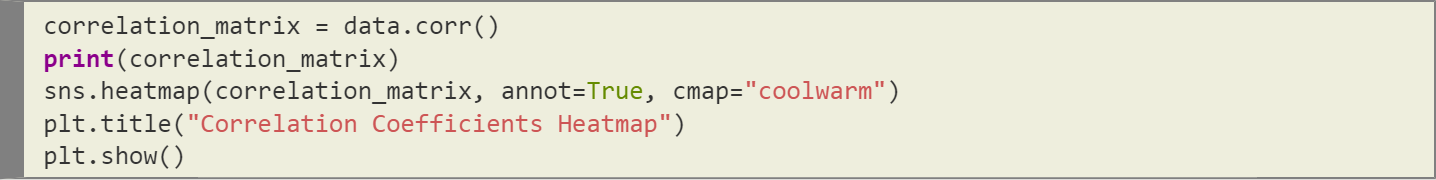 correlation_matrix = data.corr()
print(correlation_matrix)
sns.heatmap(correlation_matrix, annot=True, cmap="coolwarm")
plt.title("Correlation Coefficients Heatmap")
plt.show()